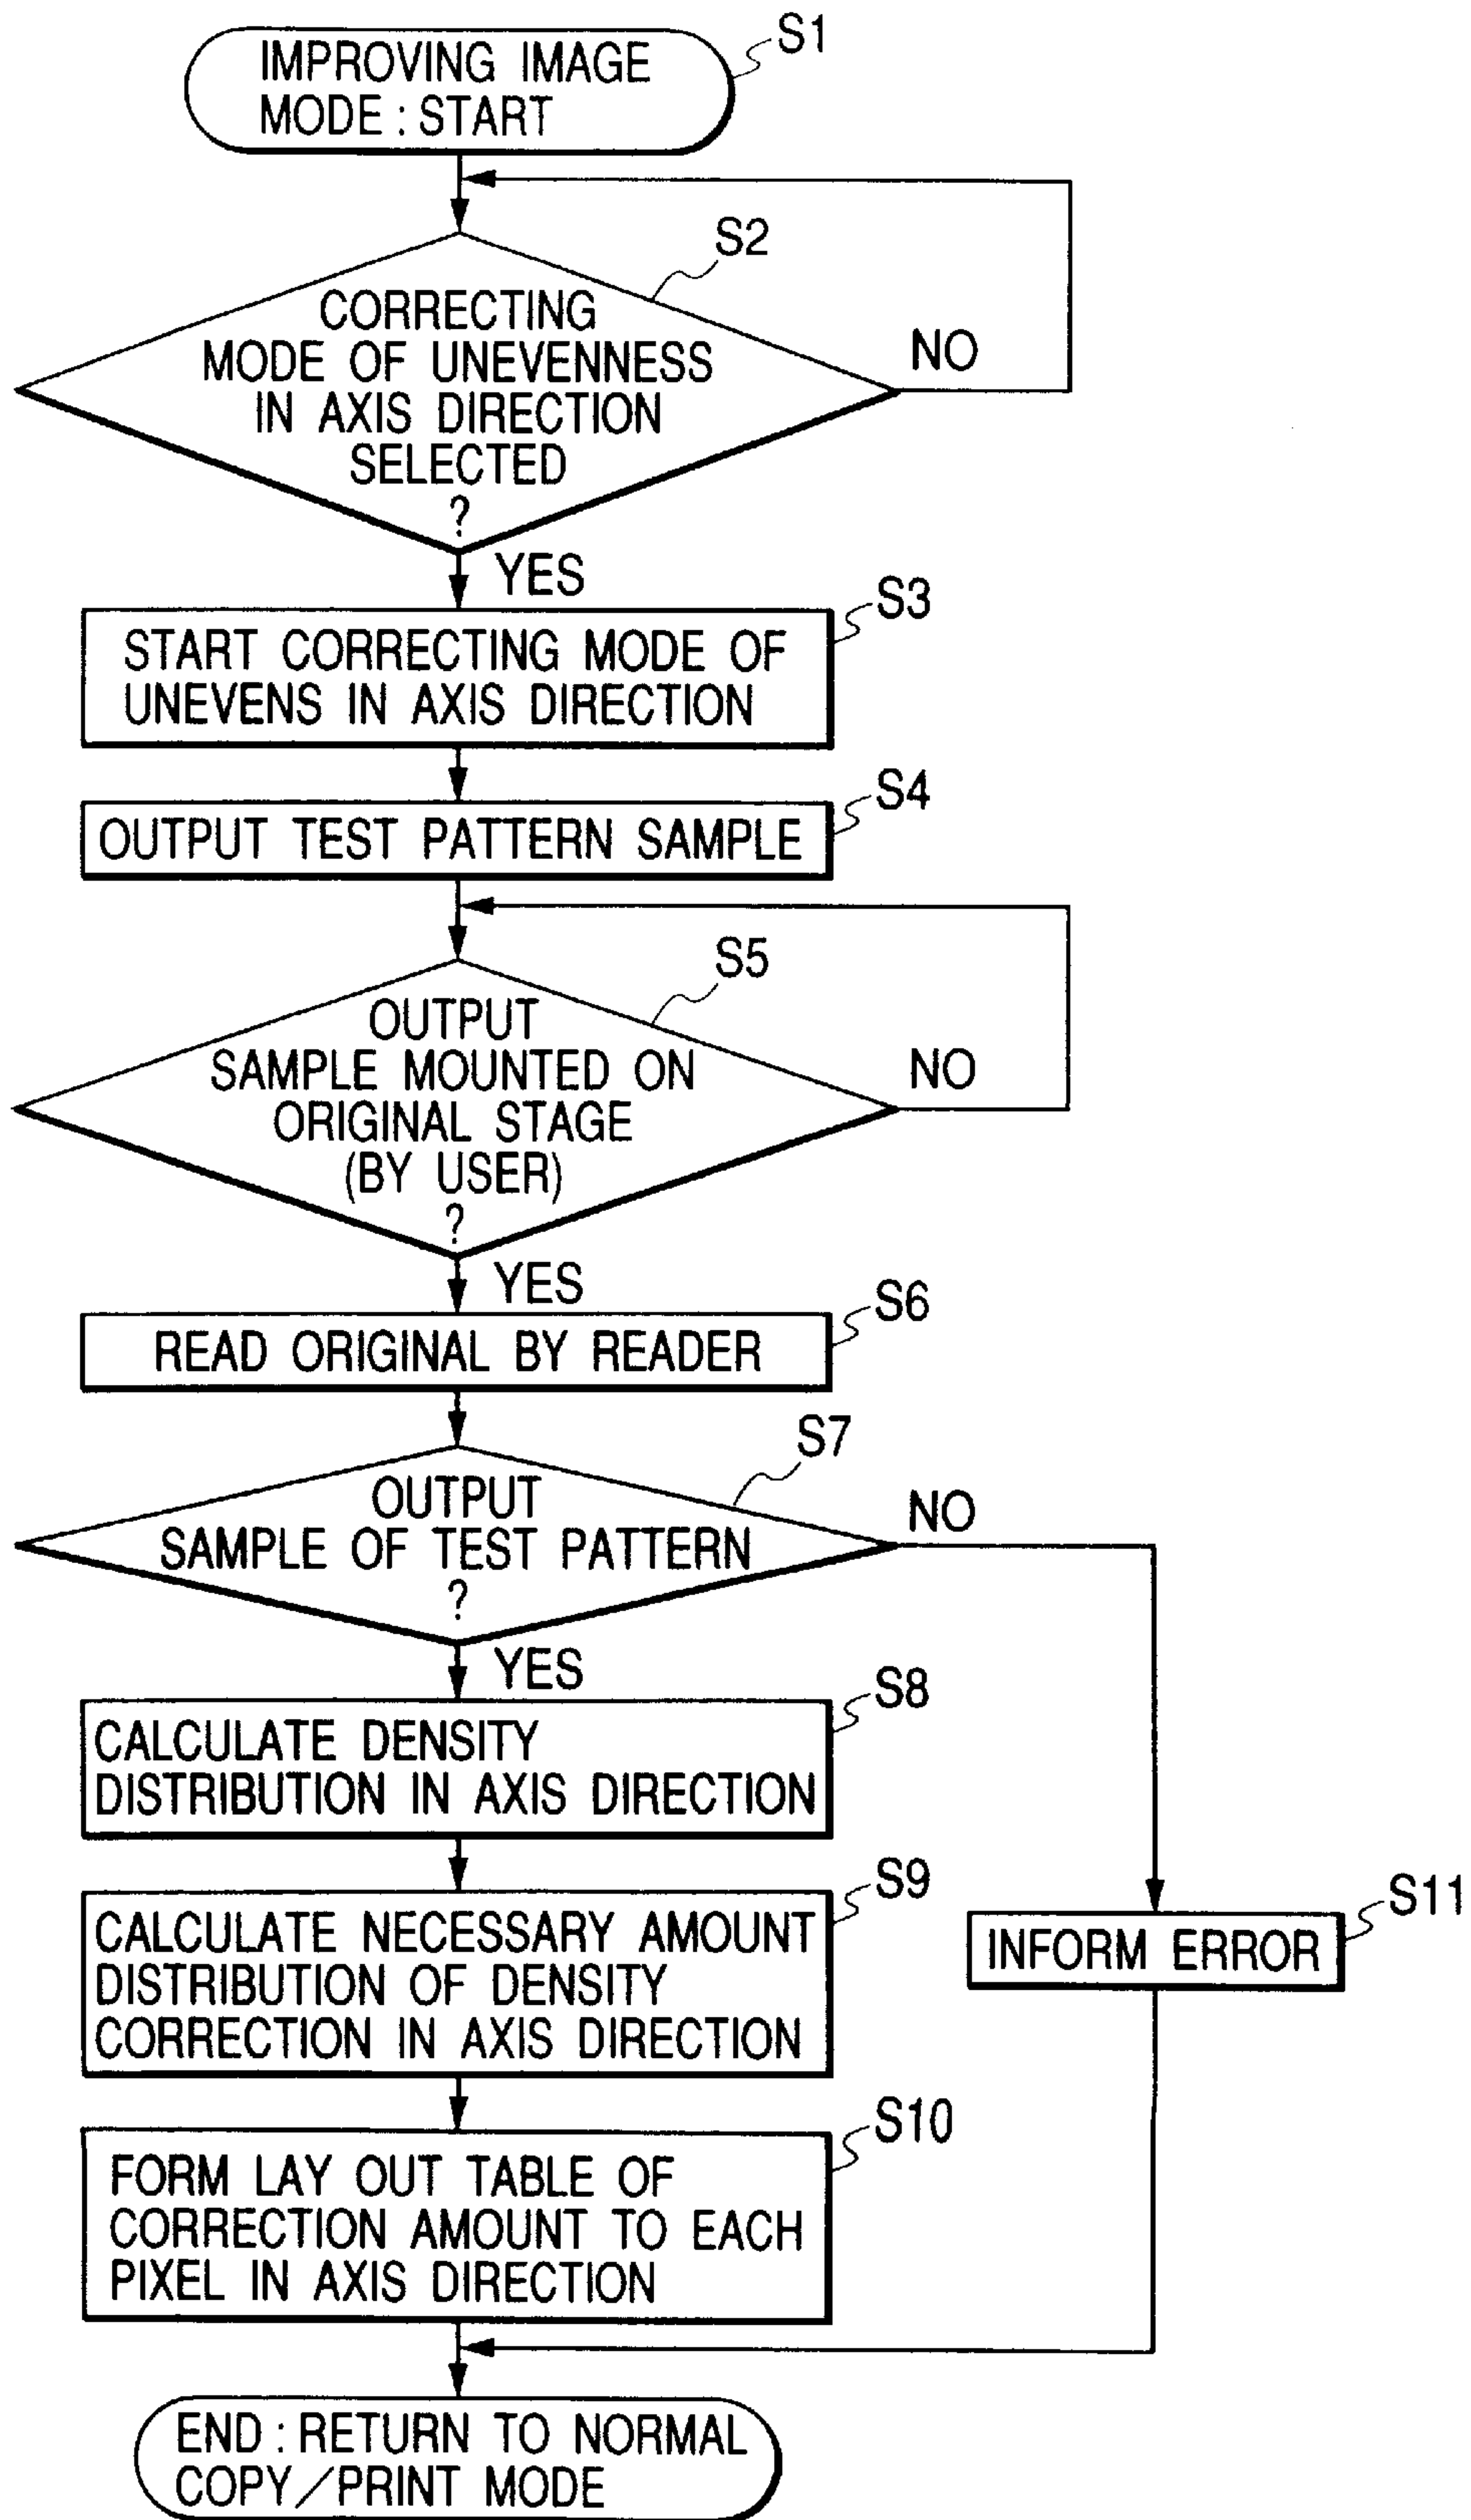 S1
IMPROVING IMAGE
MODE : START
S2
CORRECTING
MODE OF UNEVENNESS
IN AXIS DIRECTION
SELECTED
?
NO
YES
S3
START CORRECTING MODE OF
UNEVENS IN AXIS DIRECTION
S4
OUTPUT TEST PATTERN SAMPLE
S5
OUTPUT
SAMPLE MOUNTED ON
ORIGINAL STAGE
(BY USER)
?
NO
YES
S6
READ ORIGINAL BY READER
S7
OUTPUT
SAMPLE OF TEST PATTERN
?
NO
YES
S8
CALCULATE DENSITY
DISTRIBUTION IN AXIS DIRECTION
S9
CALCULATE NECESSARY AMOUNT
DISTRIBUTION OF DENSITY
CORRECTION IN AXIS DIRECTION
S11
INFORM ERROR
S10
FORM LAY OUT TABLE OF
CORRECTION AMOUNT TO EACH
PIXEL IN AXIS DIRECTION
END : RETURN TO NORMAL
COPY/PRINT MODE